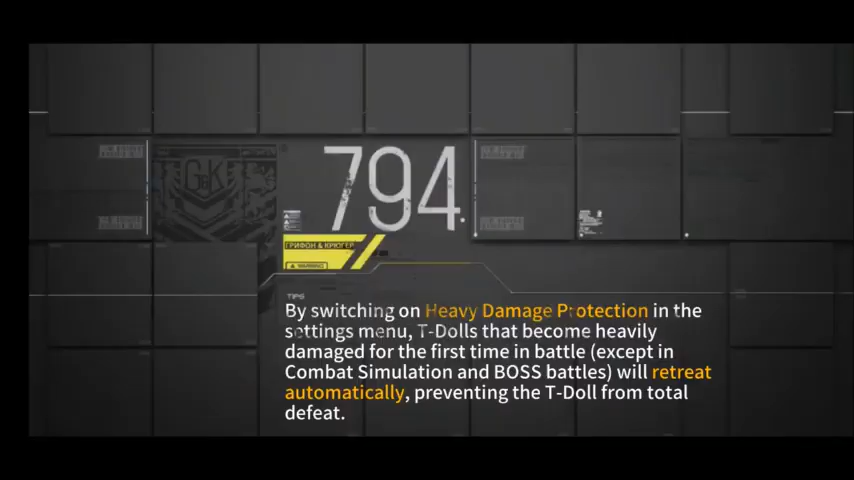 G&K
794.
ГРИФОН & КРЮГЕР
WARNING
TIPS
By switching on Heavy Damage Protection in the
settings menu, T-Dolls that become heavily
damaged for the first time in battle (except in
Combat Simulation and BOSS battles) will retreat
automatically, preventing the T-Doll from total
defeat.